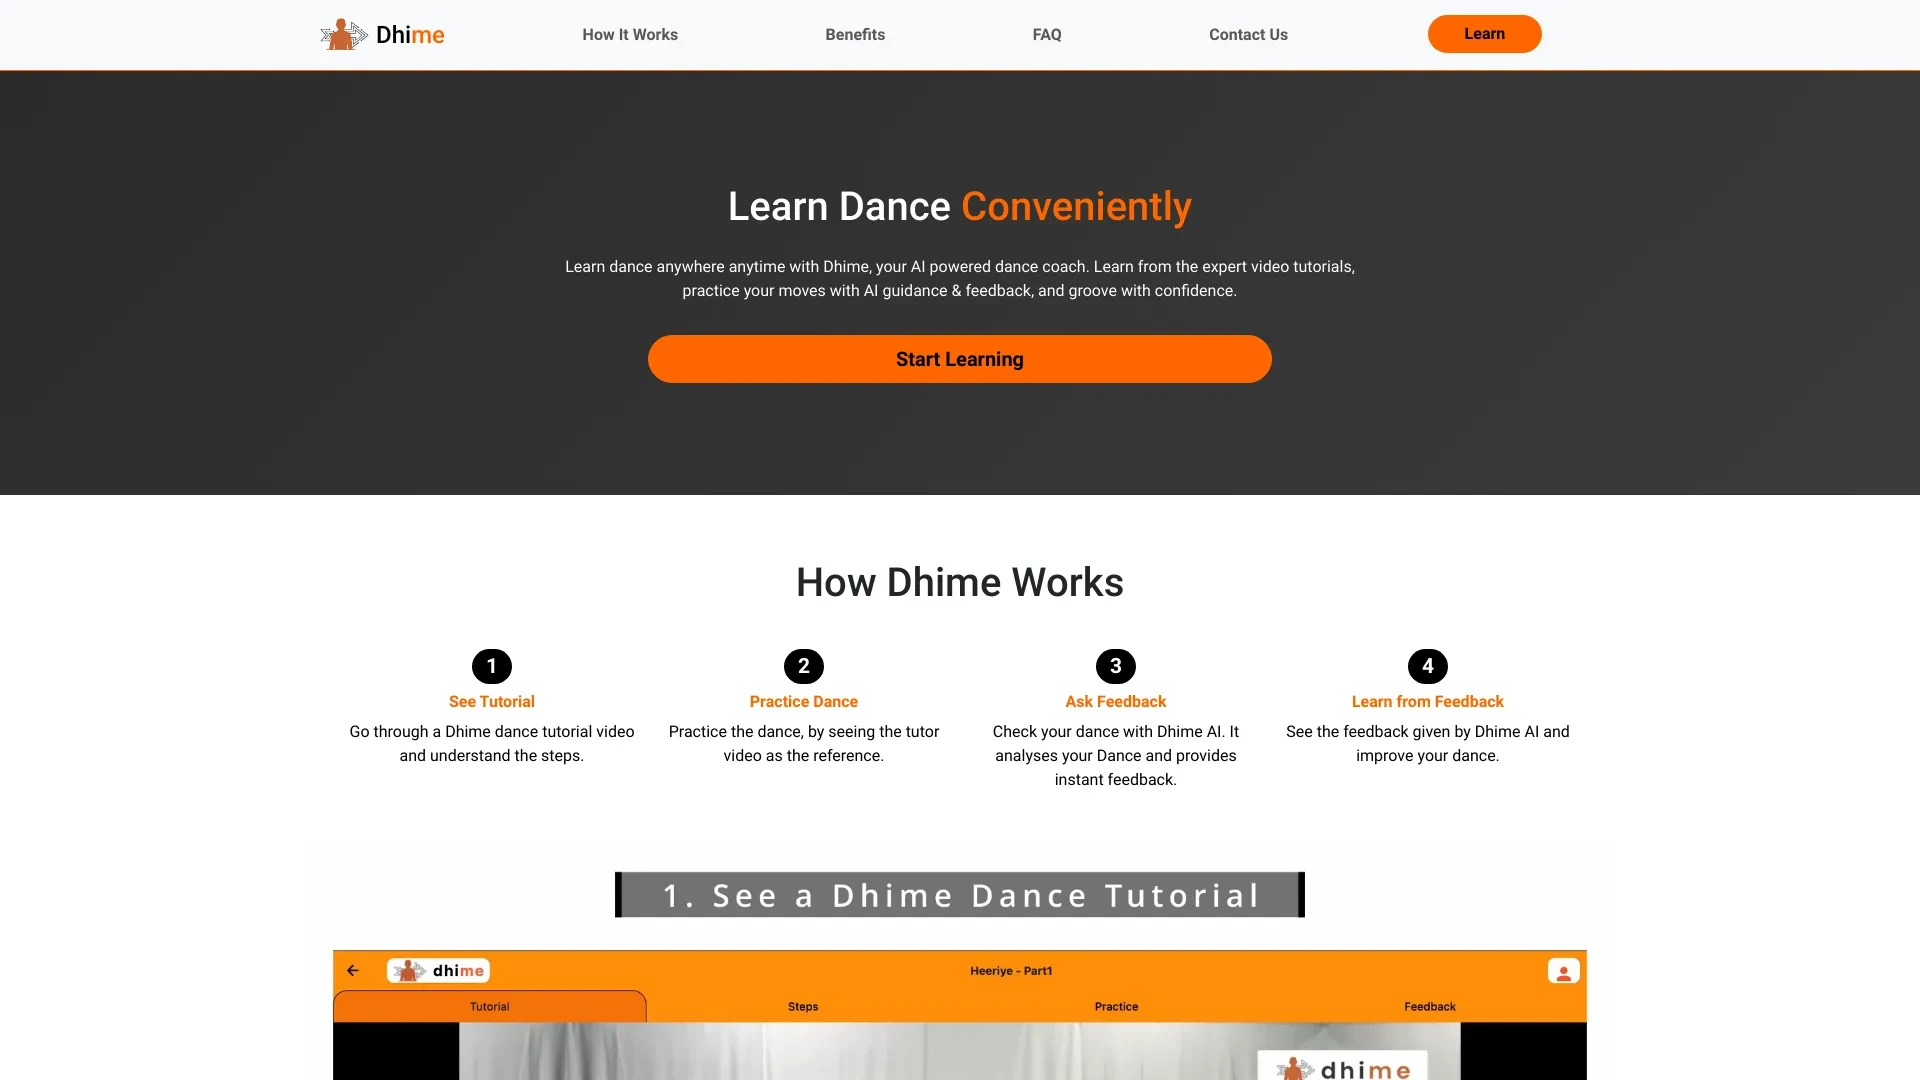 Dhime
How It Works
Benefits
FAQ
Contact Us
Learn
Learn Dance Conveniently
Learn dance anywhere anytime with Dhime, your AI powered dance coach. Learn from the expert video tutorials,
practice your moves with AI guidance & feedback, and groove with confidence.
Start Learning
How Dhime Works
1
See Tutorial
Go through a Dhime dance tutorial video
and understand the steps.
2
Practice Dance
Practice the dance, by seeing the tutor
video as the reference.
3
Ask Feedback
Check your dance with Dhime AI. It
analyses your Dance and provides
instant feedback.
4
Learn from Feedback
See the feedback given by Dhime AI and
improve your dance.
1. See a Dhime Dance Tutorial
dhime
Heeriye - Part1
Tutorial
Steps
Practice
Feedback
dhime